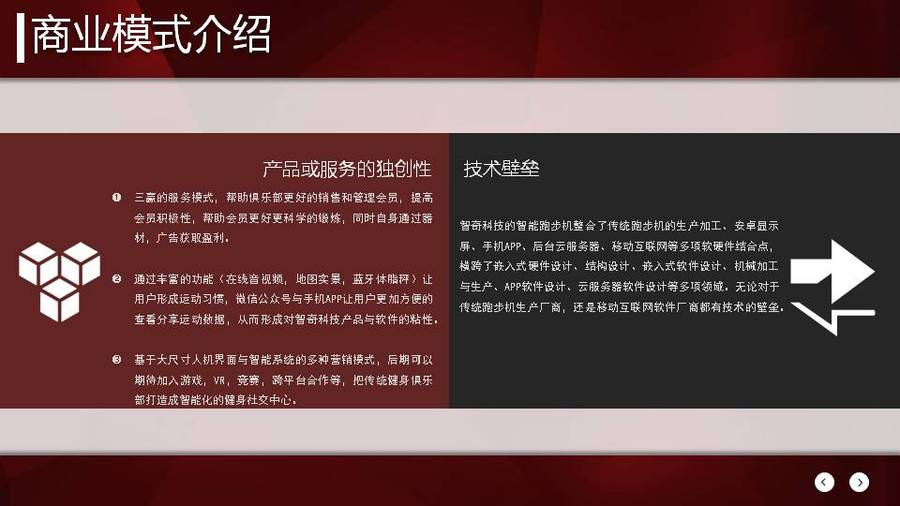 商业模式介绍
产品或服务的独创性
❶ 三赢的服务模式，帮助俱乐部更好的销售和管理会员，提高
会员积极性，帮助会员更好更科学的锻炼，同时自身通过器
材，广告获取盈利。
❷ 通过丰富的功能（在线音视频，地图实景，蓝牙体脂秤）让
用户形成运动习惯，微信公众号与手机APP让用户更加方便的
查看分享运动数据，从而形成对智奇科技产品与软件的粘性。
❸ 基于大尺寸人机界面与智能系统的多种营销模式，后期可以
期待加入游戏，VR，竞赛，跨平台合作等，把传统健身俱乐
部打造成智能化的健身社交中心。
技术壁垒
智奇科技的智能跑步机整合了传统跑步机的生产加工、安卓显示
屏、手机APP、后台云服务器、移动互联网等多项软硬件结合点，
横跨了嵌入式硬件设计、结构设计、嵌入式软件设计、机械加工
与生产、APP软件设计、云服务器软件设计等多项领域。无论对于
传统跑步机生产厂商，还是移动互联网软件厂商都有技术的壁垒。